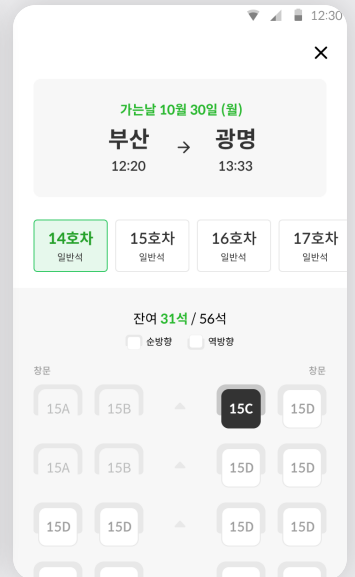 12:30
가는날 10월 30일 (월)
부산 → 광명
12:20 13:33
14호차 15호차 16호차 17호차
일반석 일반석 일반석 일반석
잔여 31석 / 56석
순방향 역방향
창문 창문
15A 15B 15C 15D
15A 15B 15D 15D
15D 15D 15D 15D